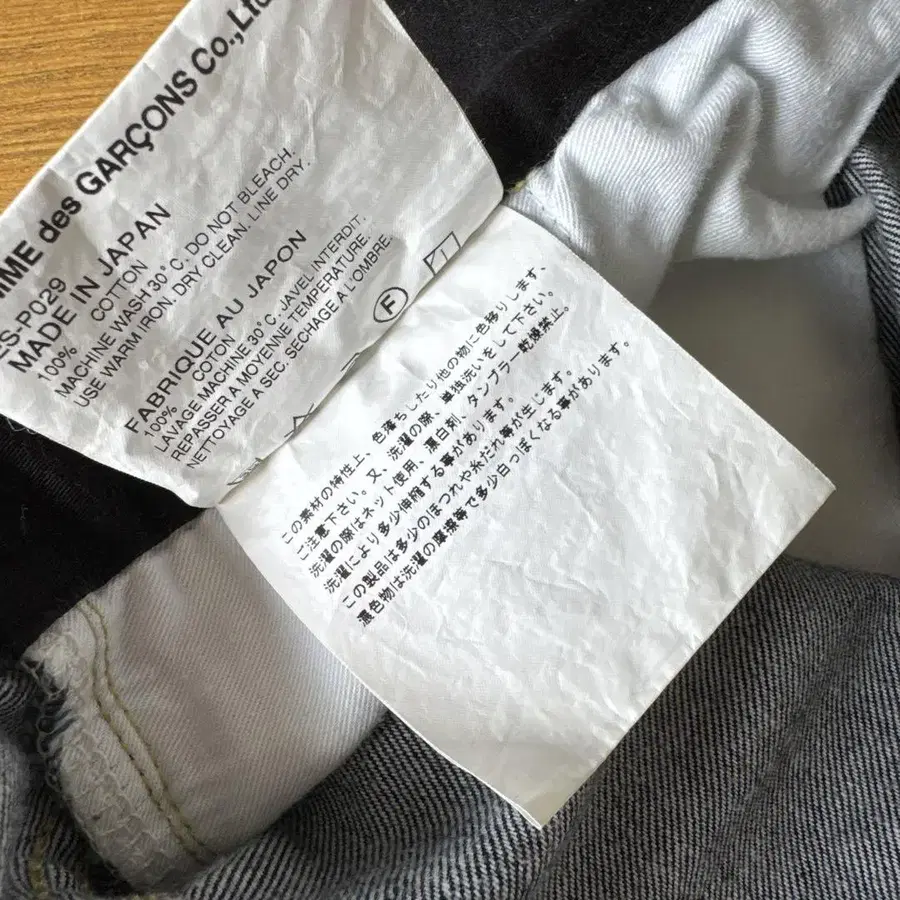 MME des GARÇONS Co.,Ltd
ES-P029
MADE IN JAPAN
100% COTTON
MACHINE WASH 30°C. DO NOT BLEACH.
USE WARM IRON. DRY CLEAN. LINE DRY.
FABRIQUE AU JAPON
100% COTTON
LAVAGE MACHINE 30°C. JAVEL INTERDIT.
REPASSER A MOYENNE TEMPERATURE.
NETTOYAGE A SEC. SECHAGE A L'OMBRE.
F
この素材の特性上、色落ちしたり他の物に色移りします、
ご注意下さい。又、洗濯の際、単独洗いをして下さい。
洗濯の際はネット使用、漂白剤、タンブラー乾燥禁止。
洗濯により多少伸縮する事があります。
この製品は多少のほつれや糸だれ等が生じます。
濃色物は洗濯の摩擦等で多少白っぽくなる事があります。